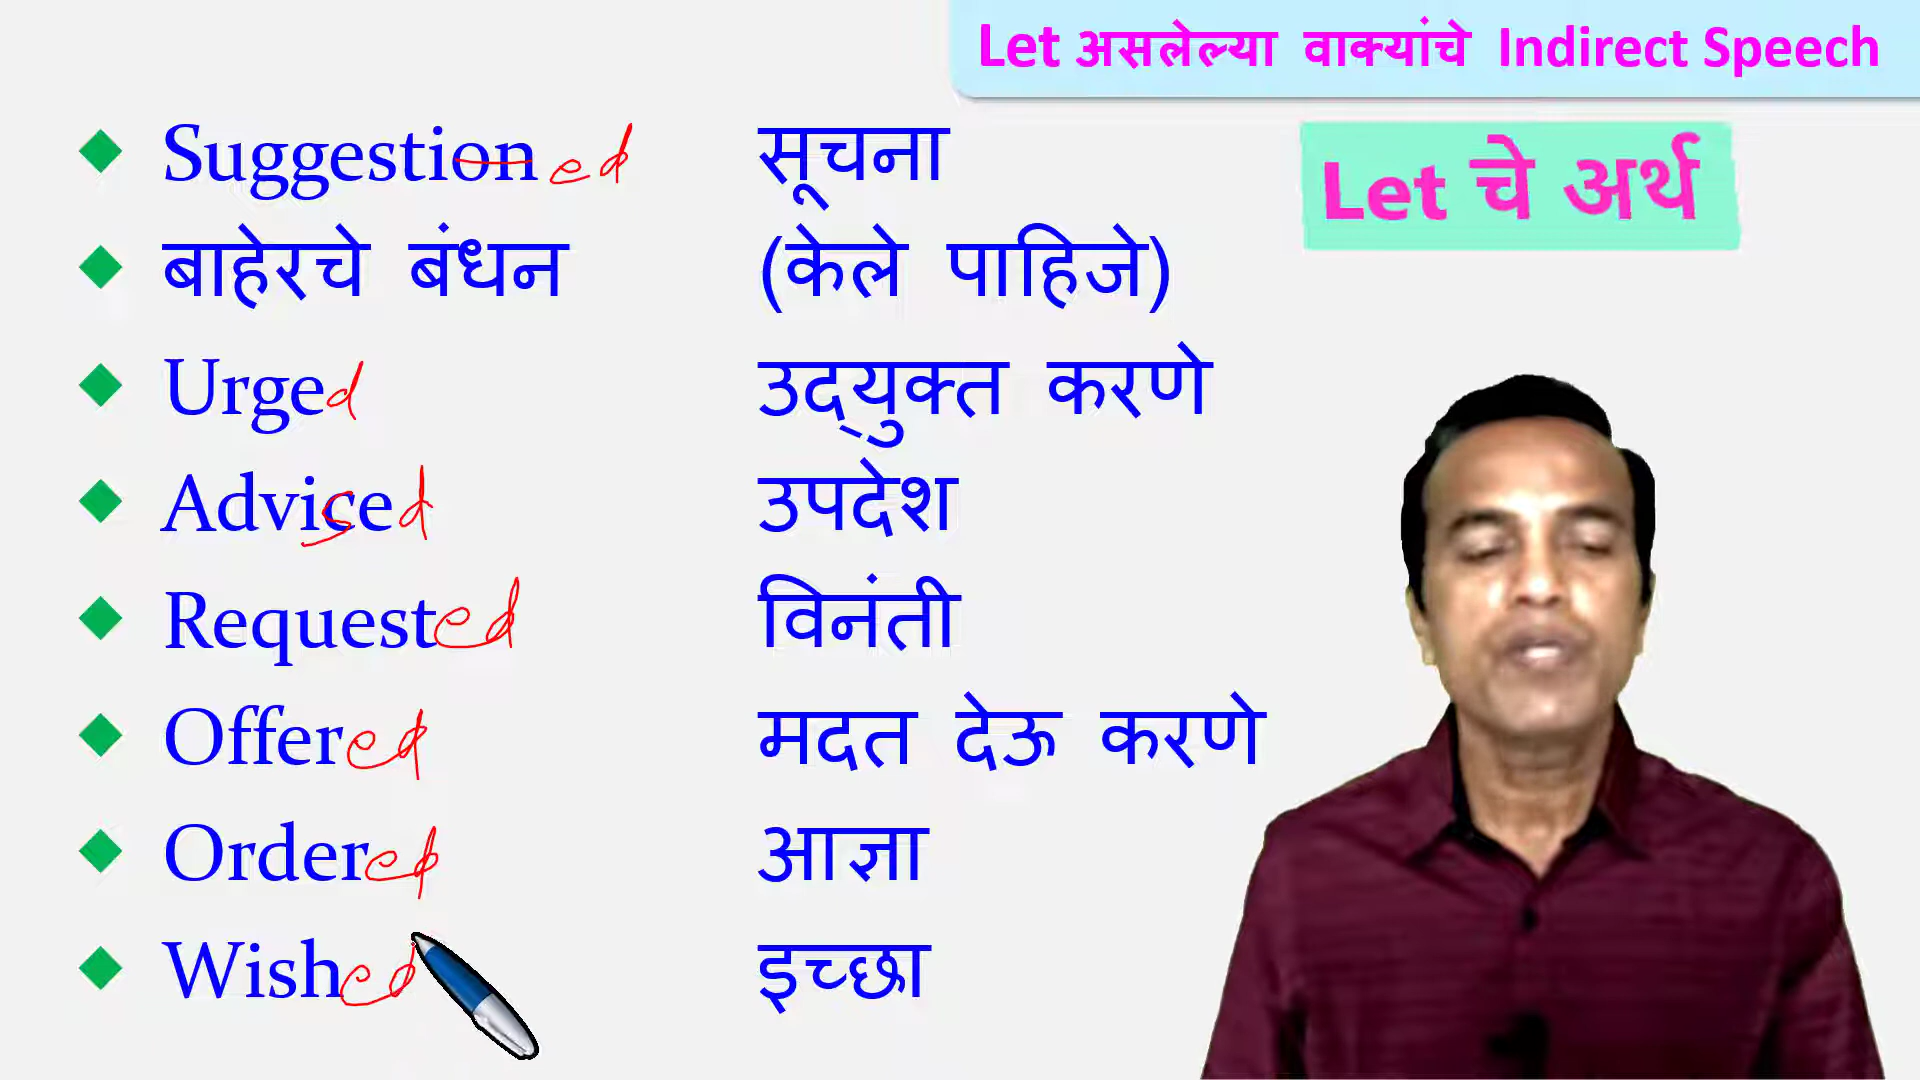 Let असलेल्या वाक्यांचे Indirect Speech
Let चे अर्थ
Suggestion ed सूचना
बाहेरचे बंधन (केले पाहिजे)
Urged उद्‌युक्त करणे
Adviced उपदेश
Requested विनंती
Offered मदत देऊ करणे
Ordered आज्ञा
Wished इच्छा